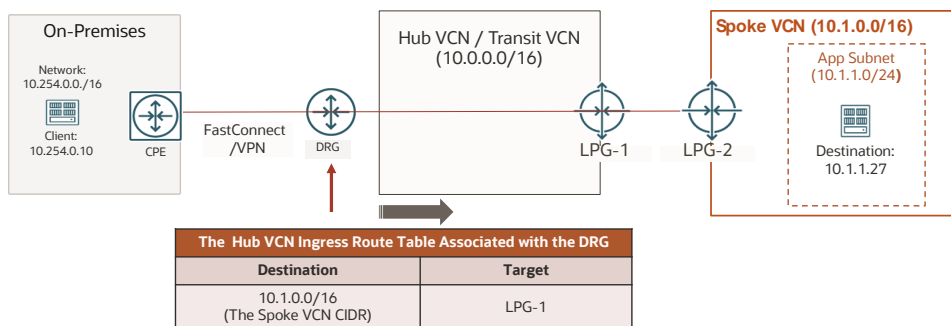 On-Premises
Network:
10.254.0.0./16
Client:
10.254.0.10
CPE
FastConnect
/VPN
DRG
Hub VCN / Transit VCN
(10.0.0.0/16)
LPG-1
LPG-2
Spoke VCN (10.1.0.0/16)
App Subnet
(10.1.1.0/24)
Destination:
10.1.1.27
The Hub VCN Ingress Route Table Associated with the DRG
Destination Target
10.1.0.0/16
(The Spoke VCN CIDR) LPG-1